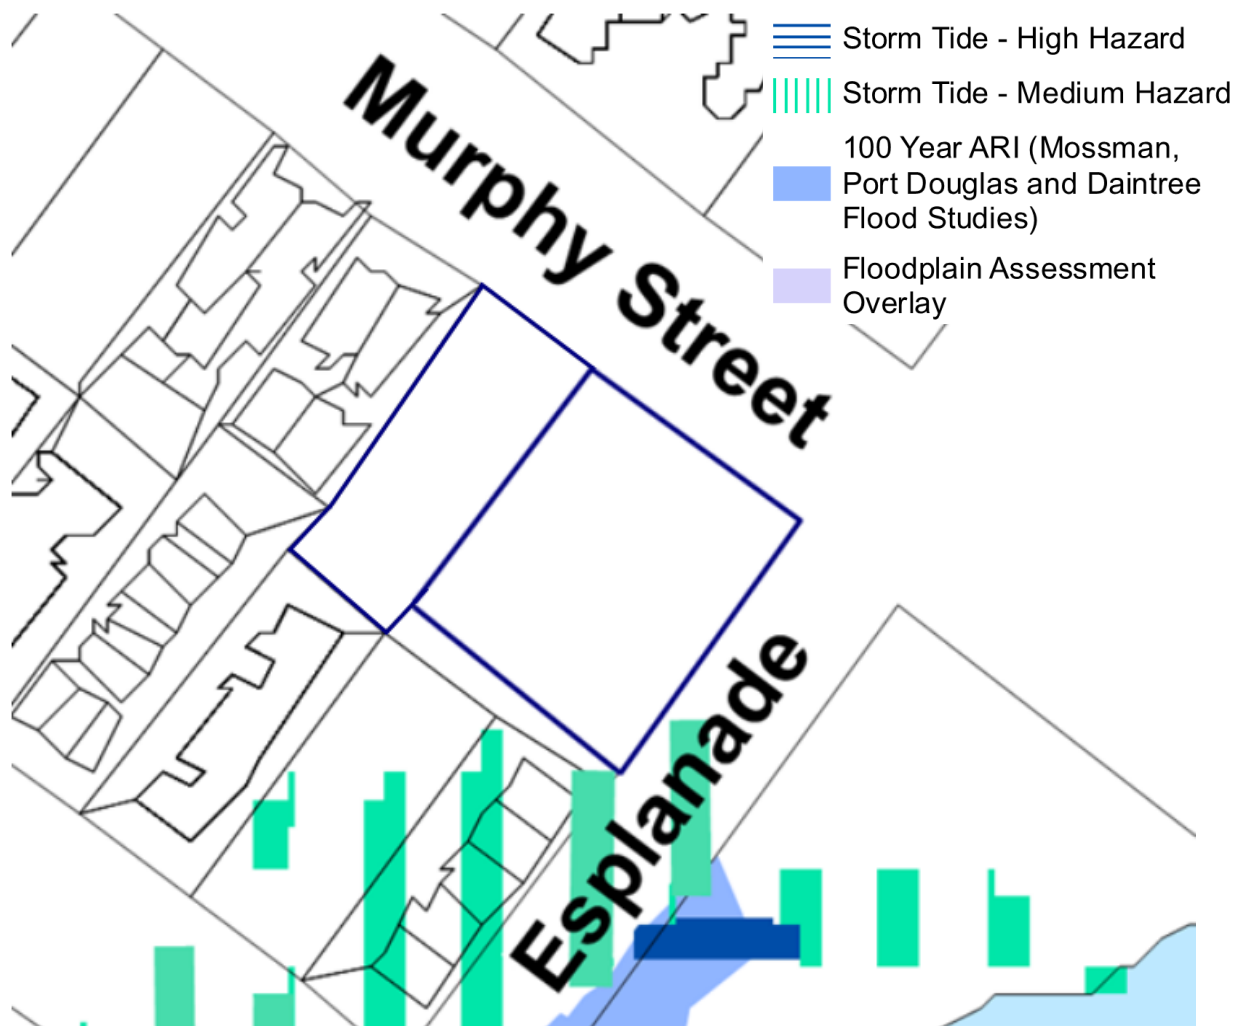 Storm Tide - High Hazard
Storm Tide - Medium Hazard
100 Year ARI (Mossman,
Port Douglas and Daintree
Flood Studies)
Floodplain Assessment
Overlay
Murphy Street
Esplanade